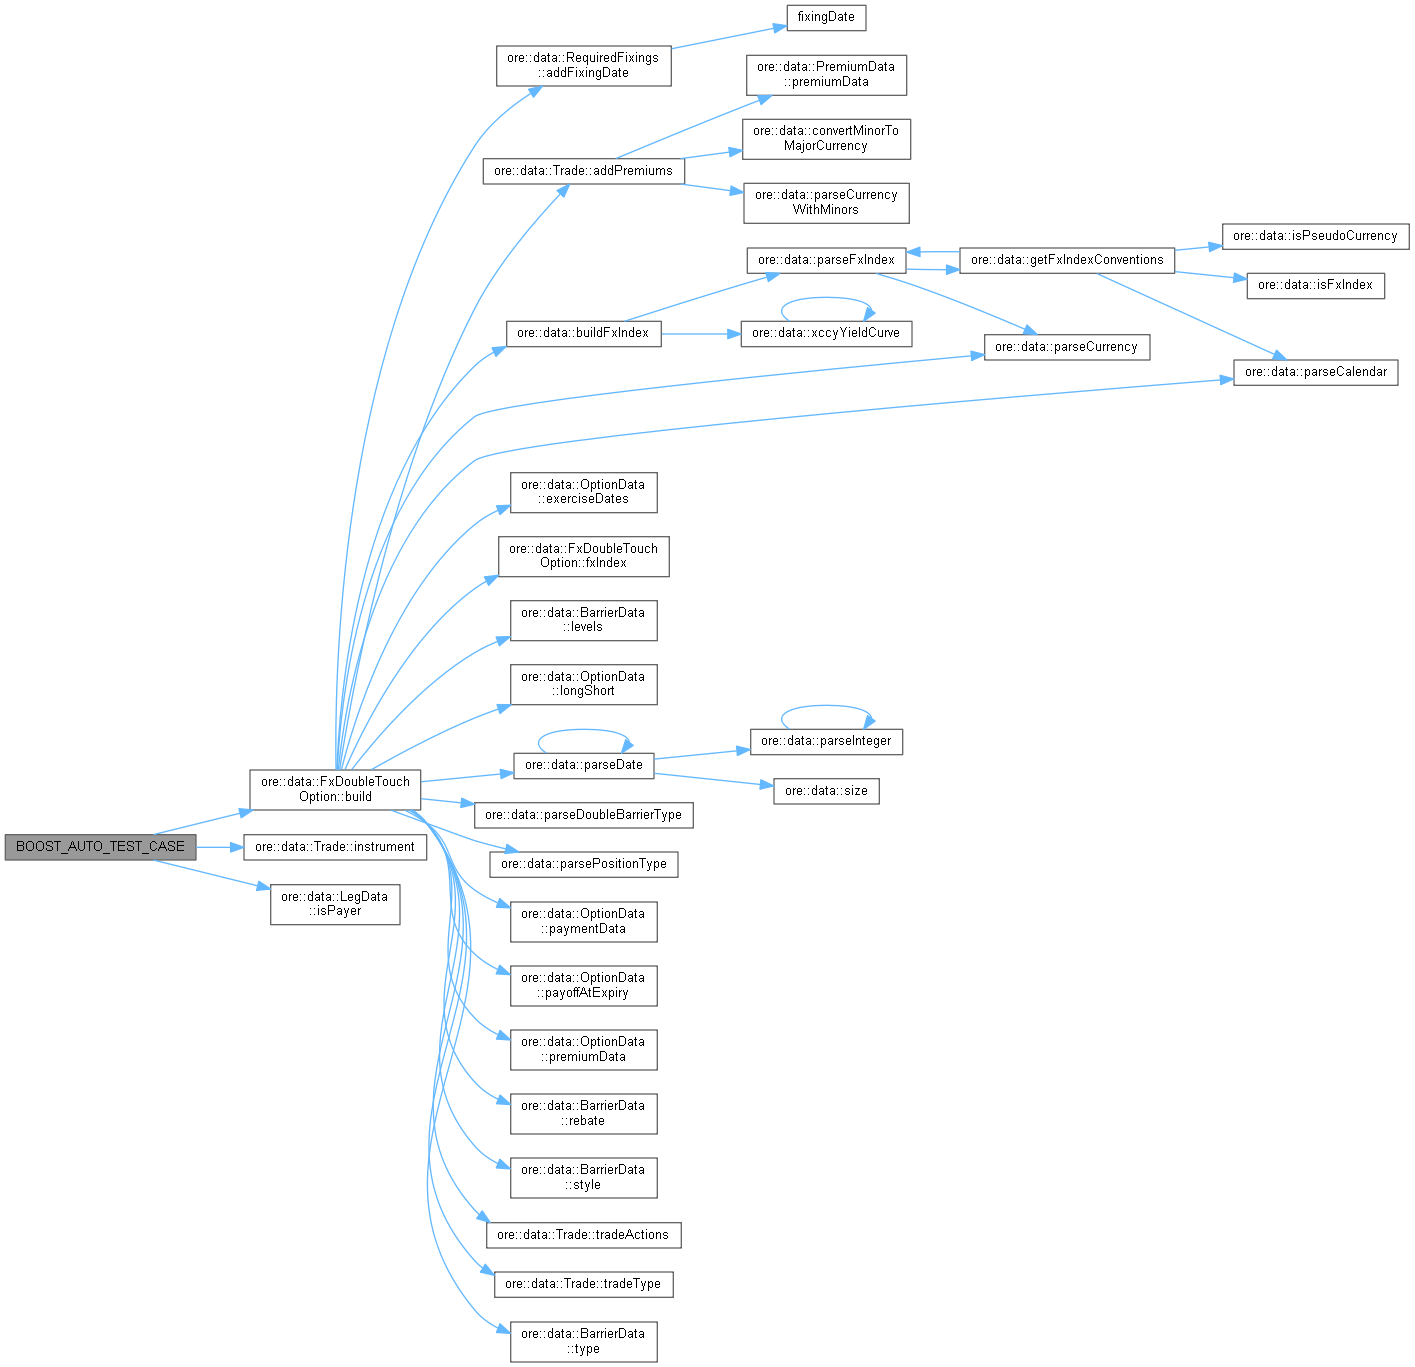 fixingDate
ore::data::RequiredFixings
::addFixingDate
ore::data::PremiumData
::premiumData
ore::data::convertMinorTo
MajorCurrency
ore::data::Trade::addPremiums
ore::data::parseCurrency
WithMinors
ore::data::isPseudoCurrency
ore::data::parseFxIndex
ore::data::getFxIndexConventions
ore::data::isFxIndex
ore::data::buildFxIndex
ore::data::xccyYieldCurve
ore::data::parseCurrency
ore::data::parseCalendar
ore::data::OptionData
::exerciseDates
ore::data::FxDoubleTouch
Option::fxIndex
ore::data::BarrierData
::levels
ore::data::OptionData
::longShort
ore::data::parseInteger
ore::data::parseDate
ore::data::size
ore::data::FxDoubleTouch
Option::build
ore::data::parseDoubleBarrierType
BOOST_AUTO_TEST_CASE
ore::data::Trade::instrument
ore::data::parsePositionType
ore::data::LegData
::isPayer
ore::data::OptionData
::paymentData
ore::data::OptionData
::payoffAtExpiry
ore::data::OptionData
::premiumData
ore::data::BarrierData
::rebate
ore::data::BarrierData
::style
ore::data::Trade::tradeActions
ore::data::Trade::tradeType
ore::data::BarrierData
::type